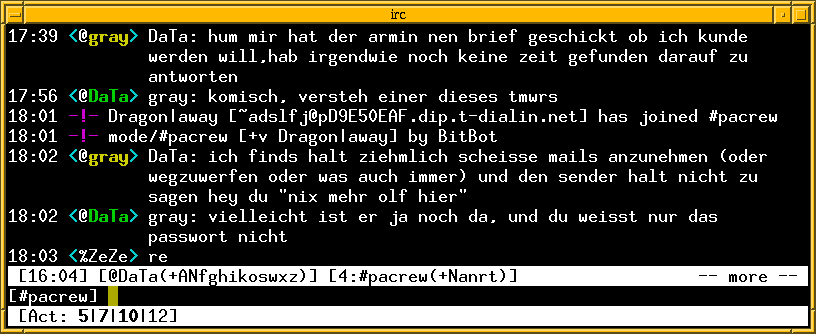 irc
17:39 <@gray> DaTa: hum mir hat der armin nen brief geschickt ob ich kunde
werden will,hab irgendwie noch keine zeit gefunden darauf zu
antworten
17:56 <@DaTa> gray: komisch, versteh einer dieses tmwrs
18:01 -!- Dragon|away [~adslfj@pD9E50EAF.dip.t-dialin.net] has joined #pacrew
18:01 -!- mode/#pacrew [+v Dragon|away] by BitBot
18:02 <@gray> DaTa: ich finds halt ziehmlich scheisse mails anzunehmen (oder
wegzuwerfen oder was auch immer) und den sender halt nicht zu
sagen hey du "nix mehr olf hier"
18:02 <@DaTa> gray: vielleicht ist er ja noch da, und du weisst nur das
passwort nicht
18:03 <%ZeZe> re
[16:04] [@DaTa(+ANfghikoswxz)] [4:#pacrew(+Nanrt)] -- more --
[#pacrew]
[Act: 5|7|10|12]